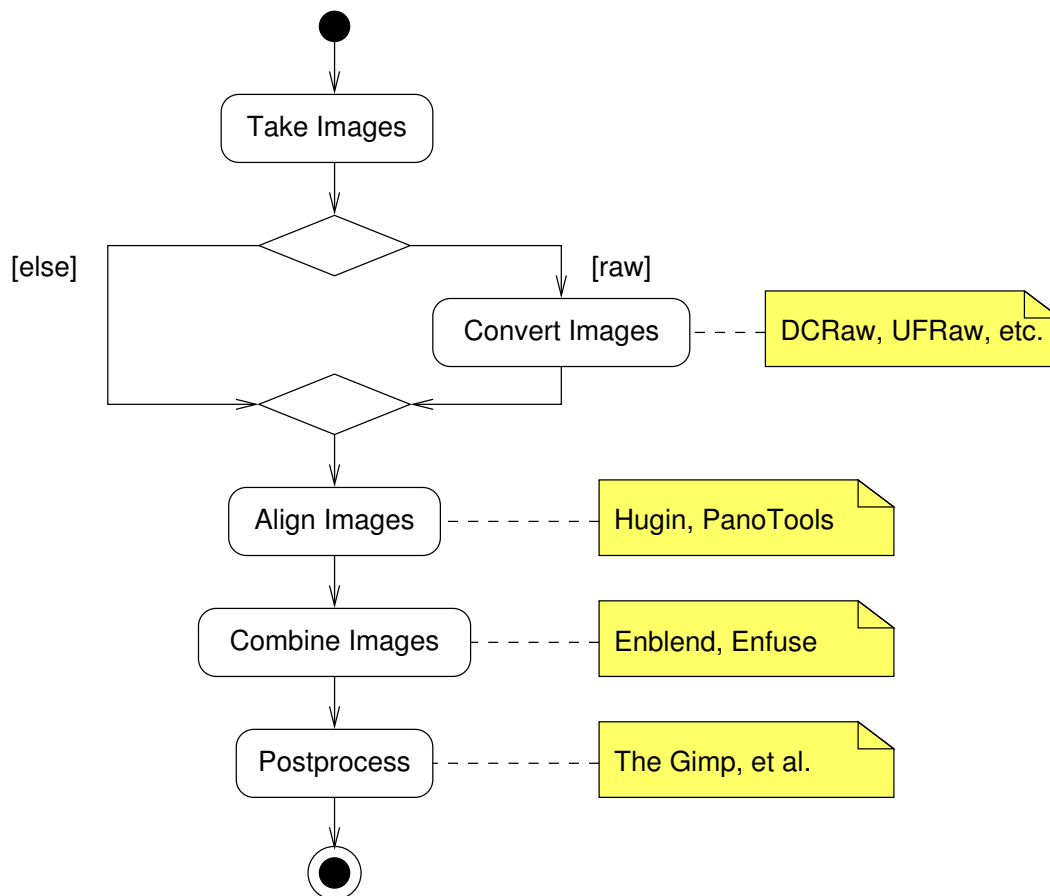 Take Images
[else]
[raw]
Convert Images
DCRaw, UFRaw, etc.
Align Images
Hugin, PanoTools
Combine Images
Enblend, Enfuse
Postprocess
The Gimp, et al.